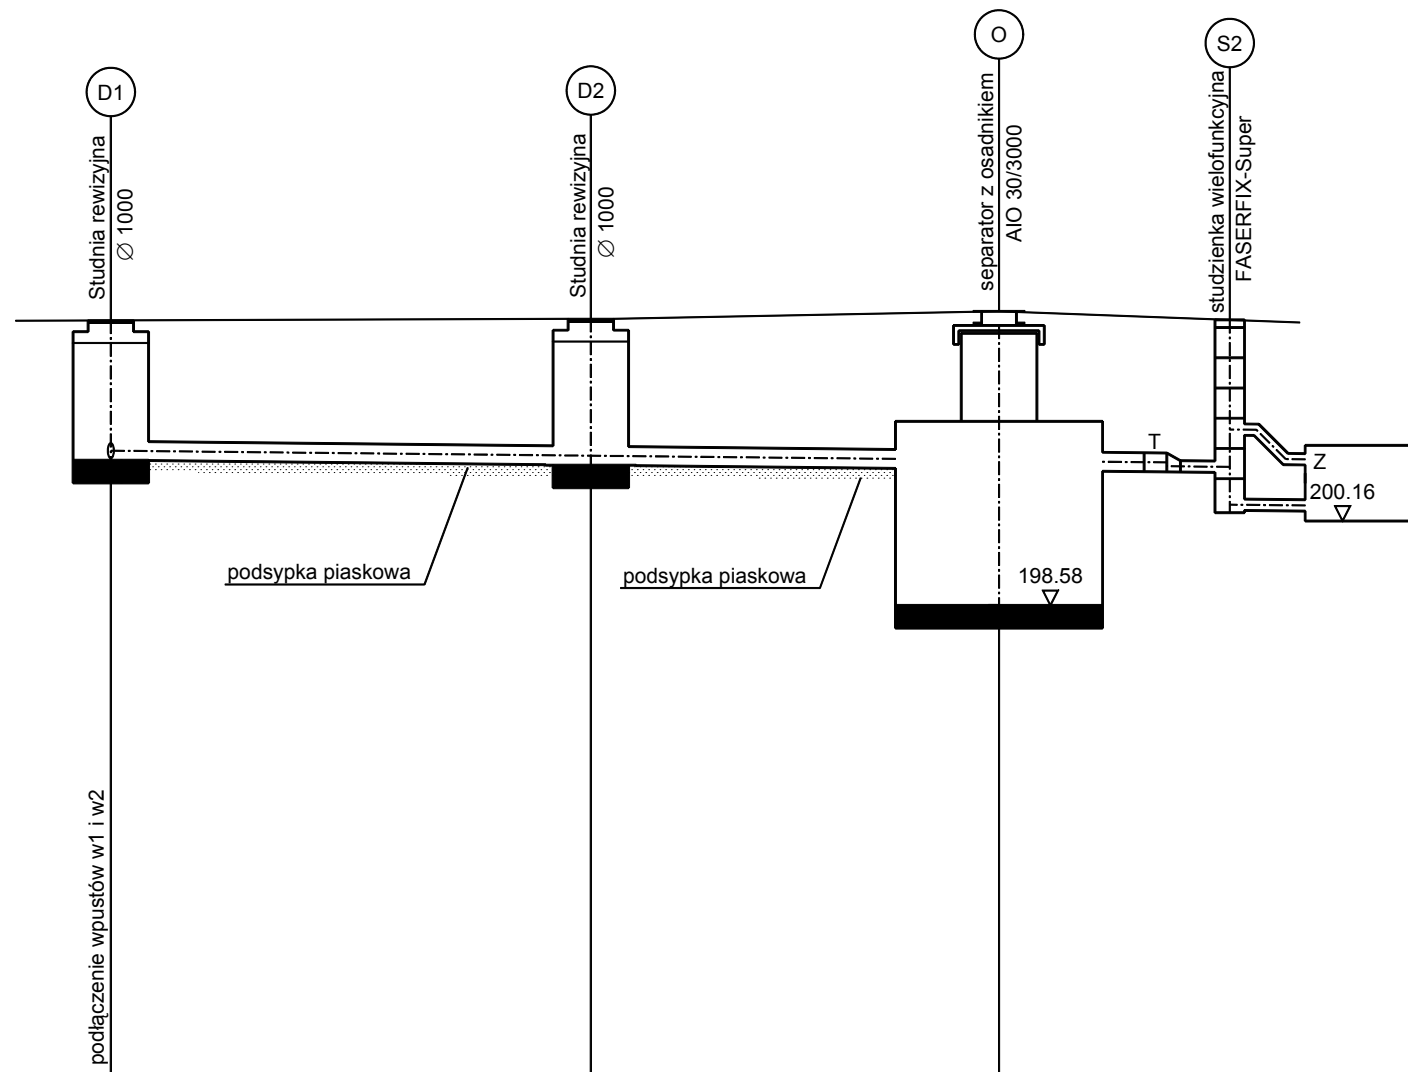 D1
D2
O
S2
Studnia rewizyjna
Ø 1000
Studnia rewizyjna
Ø 1000
separator z osadnikiem
AIO 30/3000
studzienka wielofunkcyjna
FASERFIX-Super
T
Z
200.16
podsypka piaskowa
podsypka piaskowa
198.58
podłączenie wpustów w1 i w2